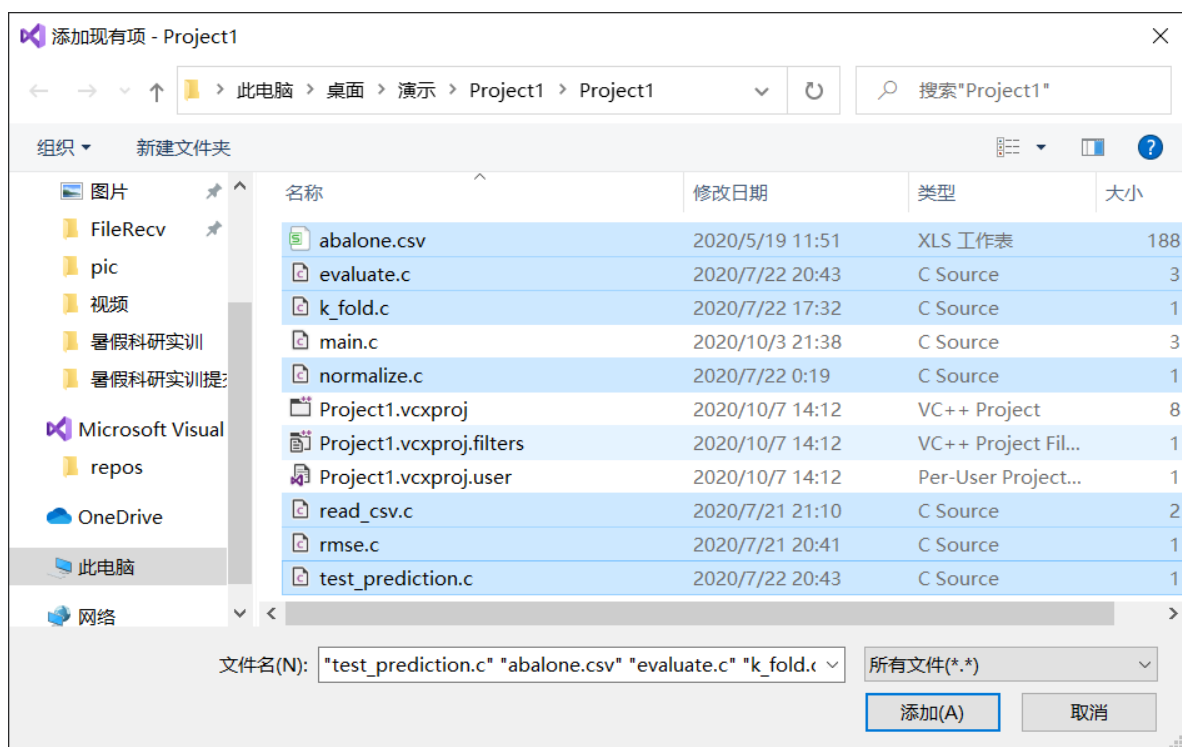 添加现有项 - Project1
此电脑 > 桌面 > 演示 > Project1 > Project1
搜索"Project1"
组织
新建文件夹
?
图片
FileRecv
pic
视频
暑假科研实训
暑假科研实训提
Microsoft Visual
repos
OneDrive
此电脑
网络
名称 修改日期 类型 大小
abalone.csv 2020/5/19 11:51 XLS 工作表 188
evaluate.c 2020/7/22 20:43 C Source 3
k_fold.c 2020/7/22 17:32 C Source 1
main.c 2020/10/3 21:38 C Source 3
normalize.c 2020/7/22 0:19 C Source 1
Project1.vcxproj 2020/10/7 14:12 VC++ Project 8
Project1.vcxproj.filters 2020/10/7 14:12 VC++ Project Fil... 1
Project1.vcxproj.user 2020/10/7 14:12 Per-User Project... 1
read_csv.c 2020/7/21 21:10 C Source 2
rmse.c 2020/7/21 20:41 C Source 1
test_prediction.c 2020/7/22 20:43 C Source 1
文件名(N): "test_prediction.c" "abalone.csv" "evaluate.c" "k_fold.c
所有文件(*.*)
添加(A)
取消